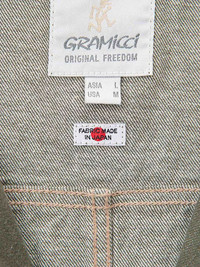 GRAMICCI
ORIGINAL FREEDOM
ASIA L
USA M
FABRIC MADE
IN JAPAN